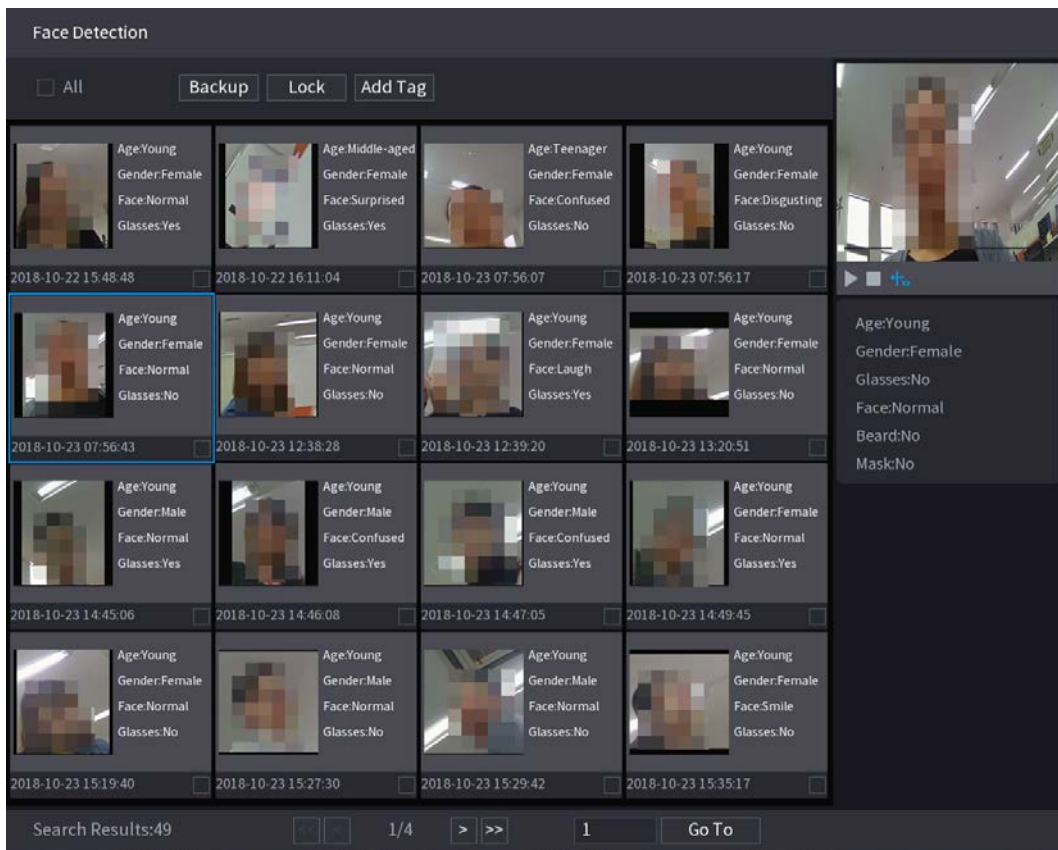 Face Detection
All
Backup
Lock
Add Tag
Age:Young
Gender:Female
Face:Normal
Glasses:Yes
2018-10-22 15:48:48
Age:Middle-aged
Gender:Female
Face:Surprised
Glasses:Yes
2018-10-22 16:11:04
Age:Teenager
Gender:Female
Face:Confused
Glasses:No
2018-10-23 07:56:07
Age:Young
Gender:Female
Face:Disgusting
Glasses:No
2018-10-23 07:56:17
Age:Young
Gender:Female
Face:Normal
Glasses:No
2018-10-23 07:56:43
Age:Young
Gender:Female
Face:Normal
Glasses:No
2018-10-23 12:38:28
Age:Young
Gender:Female
Face:Laugh
Glasses:Yes
2018-10-23 12:39:20
Age:Young
Gender:Female
Face:Normal
Glasses:No
2018-10-23 13:20:51
Age:Young
Gender:Male
Face:Normal
Glasses:Yes
2018-10-23 14:45:06
Age:Young
Gender:Male
Face:Confused
Glasses:Yes
2018-10-23 14:46:08
Age:Young
Gender:Male
Face:Confused
Glasses:Yes
2018-10-23 14:47:05
Age:Young
Gender:Female
Face:Normal
Glasses:Yes
2018-10-23 14:49:45
Age:Young
Gender:Female
Face:Normal
Glasses:No
2018-10-23 15:19:40
Age:Young
Gender:Male
Face:Normal
Glasses:No
2018-10-23 15:27:30
Age:Young
Gender:Male
Face:Normal
Glasses:No
2018-10-23 15:29:42
Age:Young
Gender:Female
Face:Smile
Glasses:No
2018-10-23 15:35:17
Age:Young
Gender:Female
Glasses:No
Face:Normal
Beard:No
Mask:No
Search Results:49
<< < 1/4 > >> 1 Go To